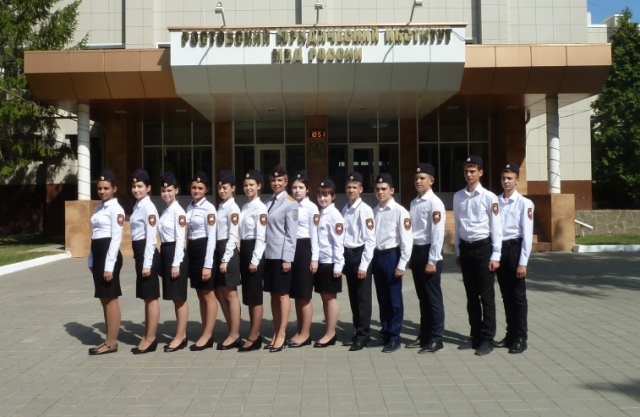 РОСТОВСКИЙ ЮРИДИЧЕСКИЙ ИНСТИТУТ
МВД РОССИИ